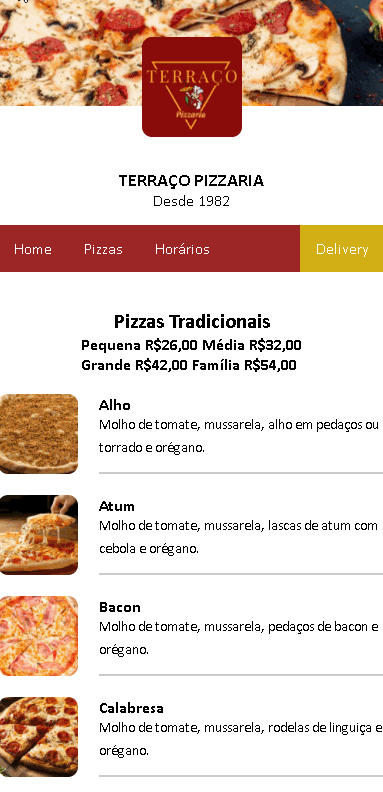 TERRAÇO
Pizzaria
TERRAÇO PIZZARIA
Desde 1982
Home Pizzas Horários Delivery
Pizzas Tradicionais
Pequena R$26,00 Média R$32,00
Grande R$42,00 Família R$54,00
Alho
Molho de tomate, mussarela, alho em pedaços ou
torrado e orégano.
Atum
Molho de tomate, mussarela, lascas de atum com
cebola e orégano.
Bacon
Molho de tomate, mussarela, pedaços de bacon e
orégano.
Calabresa
Molho de tomate, mussarela, rodelas de linguiça e
orégano.